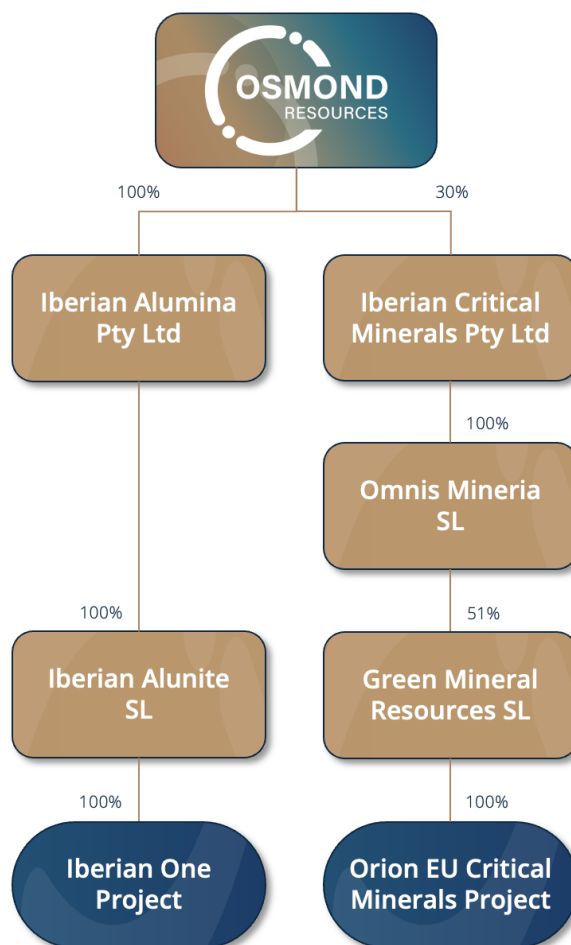 OSMOND
RESOURCES
100%
30%
Iberian Alumina
Pty Ltd
Iberian Critical
Minerals Pty Ltd
100%
Omnis Mineria
SL
100%
51%
Iberian Alunite
SL
Green Mineral
Resources SL
100%
100%
Iberian One
Project
Orion EU Critical
Minerals Project